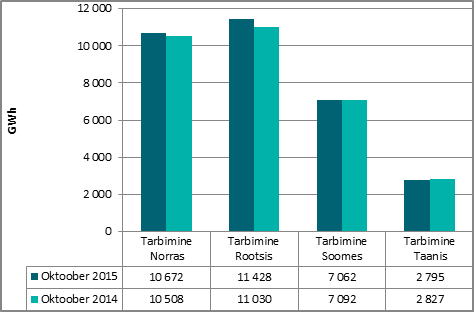 12 000
10 000
8 000
6 000
4 000
2 000
0
GWh
Tarbimine Norras
Tarbimine Rootsis
Tarbimine Soomes
Tarbimine Taanis
Oktoober 2015 10 672 11 428 7 062 2 795
Oktoober 2014 10 508 11 030 7 092 2 827